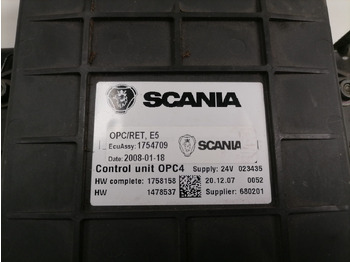 SCANIA
OPC/RET, E5
EcuAssy: 1754709
SCANIA
Date: 2008-01-18
Control unit OPC4 Supply: 24V 023435
HW complete: 1758158 20.12.07 0052
HW 1478537 Supplier: 680201